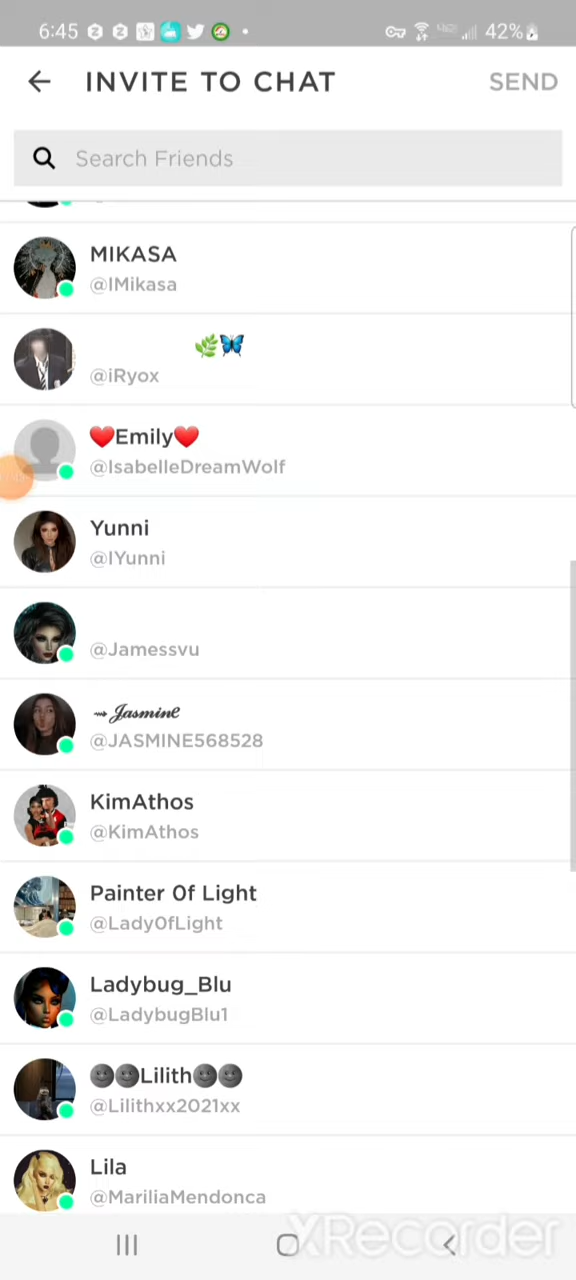 6:45
42%
INVITE TO CHAT
SEND
Search Friends
MIKASA
@IMikasa
🌿🦋
@iRyox
❤️Emily❤️
@IsabelleDreamWolf
Yunni
@IYunni
@Jamessvu
⇝ 𝒥𝒶𝓈𝓂𝒾𝓃𝑒
@JASMINE568528
KimAthos
@KimAthos
Painter Of Light
@LadyOfLight
Ladybug_Blu
@LadybugBlu1
🌚🌚Lilith🌚🌚
@Lilithxx2021xx
Lila
@MariliaMendonca
XRecorder